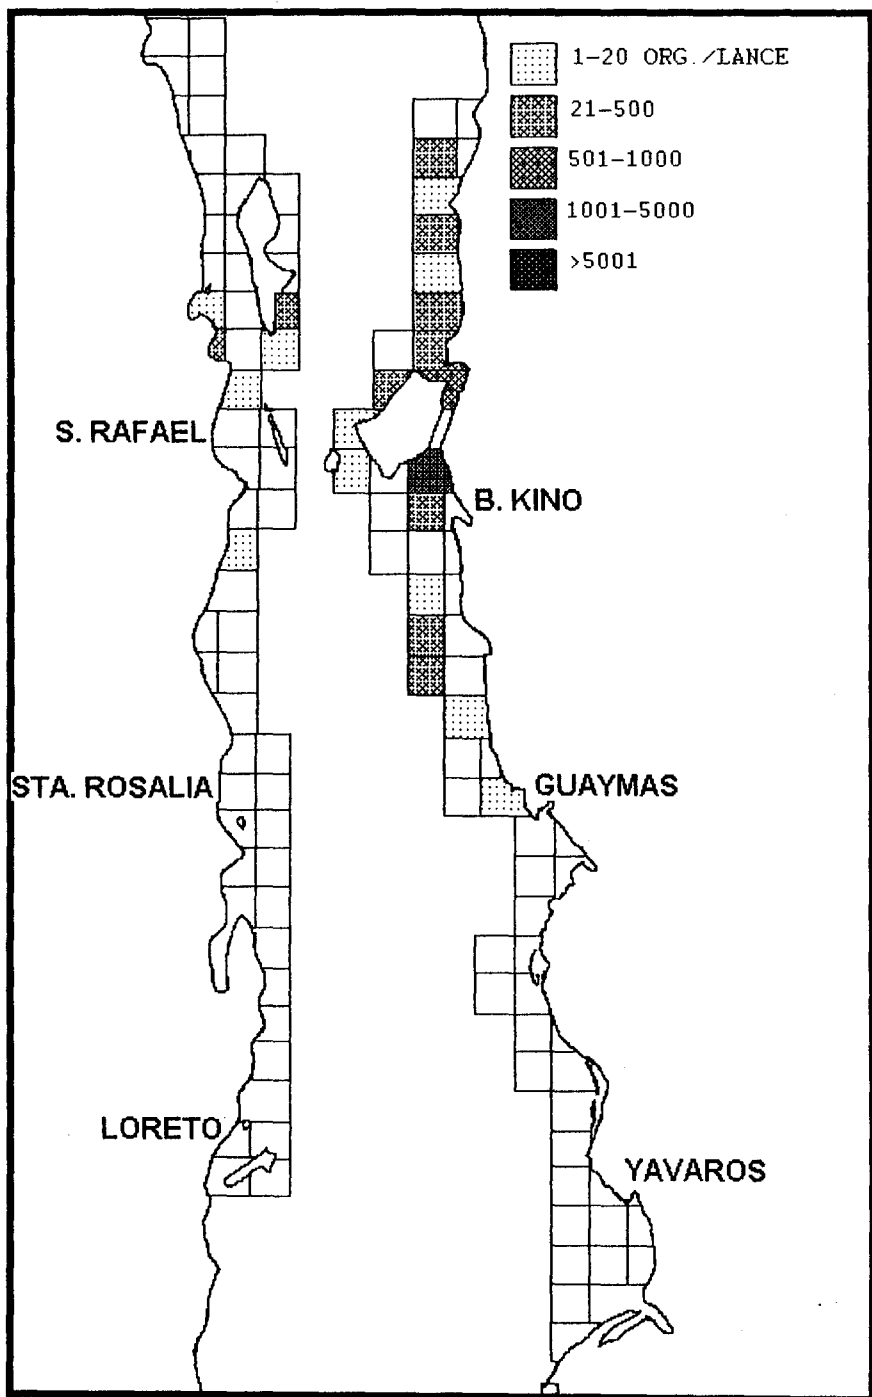 1-20 ORG./LANCE
21-500
501-1000
1001-5000
>5001
S. RAFAEL
B. KINO
STA. ROSALIA
GUAYMAS
LORETO
YAVAROS